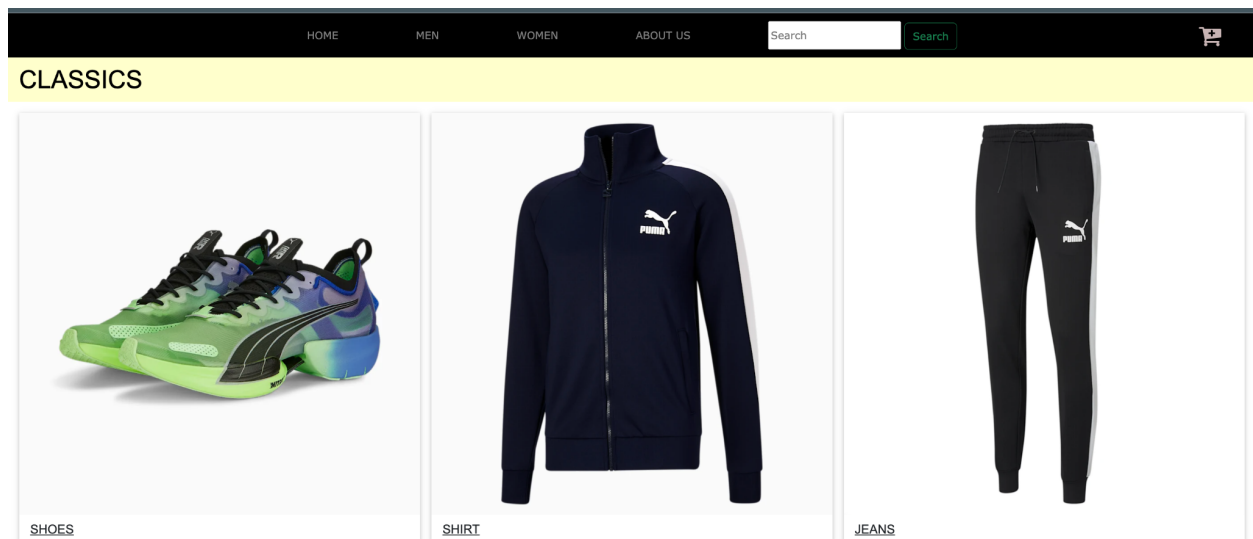 HOME MEN WOMEN ABOUT US Search Search
CLASSICS
PUMA
PUMA
SHOES SHIRT JEANS